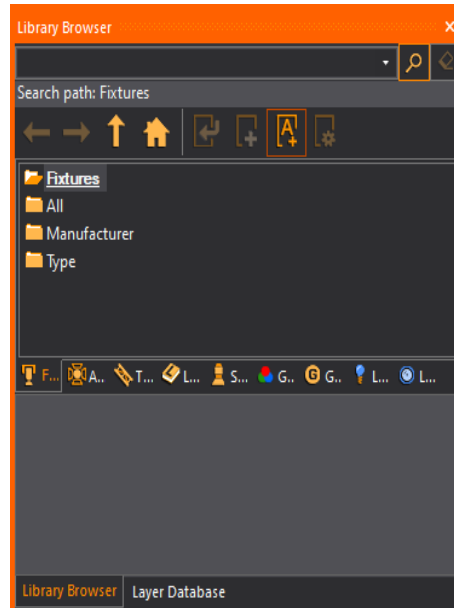 Library Browser
Search path: Fixtures
A
Fixtures
All
Manufacturer
Type
F... A.. T... L... S... G.. G G.. L... L...
Library Browser Layer Database